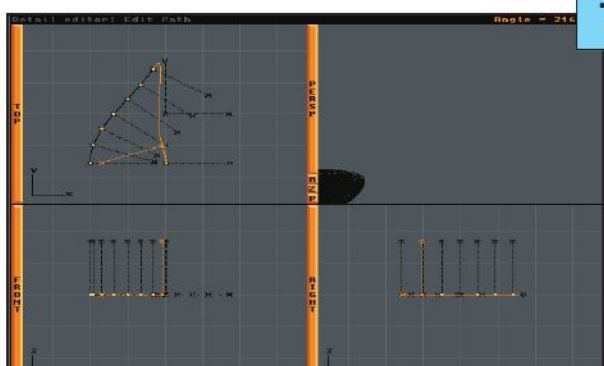 Detail editor: Edit Path
Angle = 216
TOP
PERSP
Y
Y
X
X
Y
X
M
Z
P
FRONT
RIGHT
Z
Z